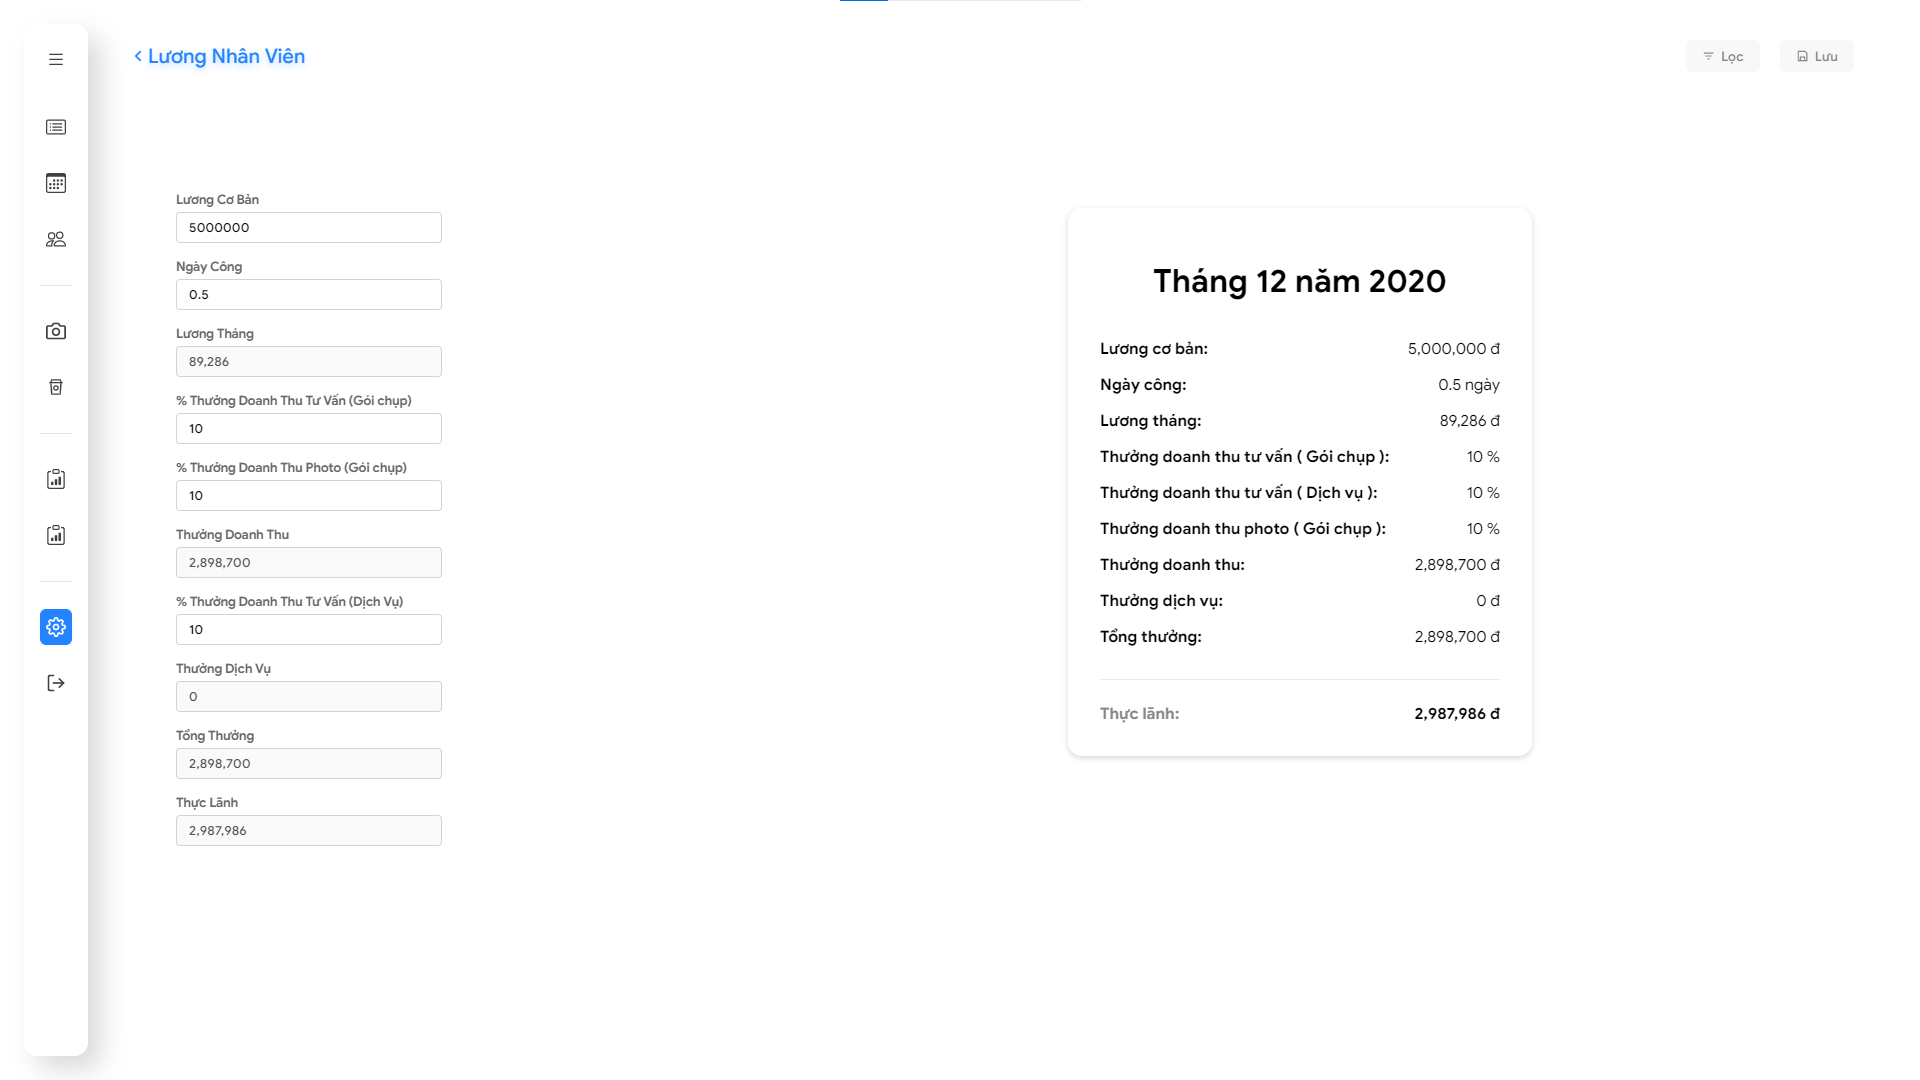 Lương Nhân Viên
Lọc
Lưu
Lương Cơ Bản
5000000
Ngày Công
0.5
Lương Tháng
89,286
% Thưởng Doanh Thu Tư Vấn (Gói chụp)
10
% Thưởng Doanh Thu Photo (Gói chụp)
10
Thưởng Doanh Thu
2,898,700
% Thưởng Doanh Thu Tư Vấn (Dịch Vụ)
10
Thưởng Dịch Vụ
0
Tổng Thưởng
2,898,700
Thực Lãnh
2,987,986
Tháng 12 năm 2020
Lương cơ bản: 5,000,000 đ
Ngày công: 0.5 ngày
Lương tháng: 89,286 đ
Thưởng doanh thu tư vấn ( Gói chụp ): 10 %
Thưởng doanh thu tư vấn ( Dịch vụ ): 10 %
Thưởng doanh thu photo ( Gói chụp ): 10 %
Thưởng doanh thu: 2,898,700 đ
Thưởng dịch vụ: 0 đ
Tổng thưởng: 2,898,700 đ
Thực lãnh: 2,987,986 đ